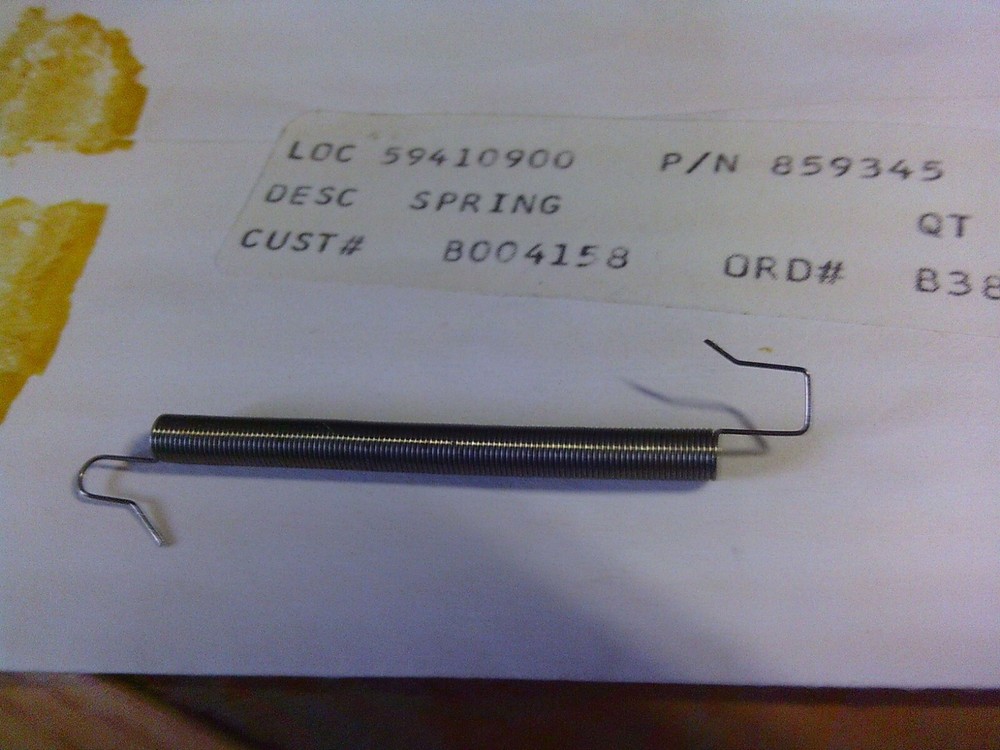 LOC 59410900 P/N 859345
DESC SPRING QT
CUST# B004158 ORD# B38